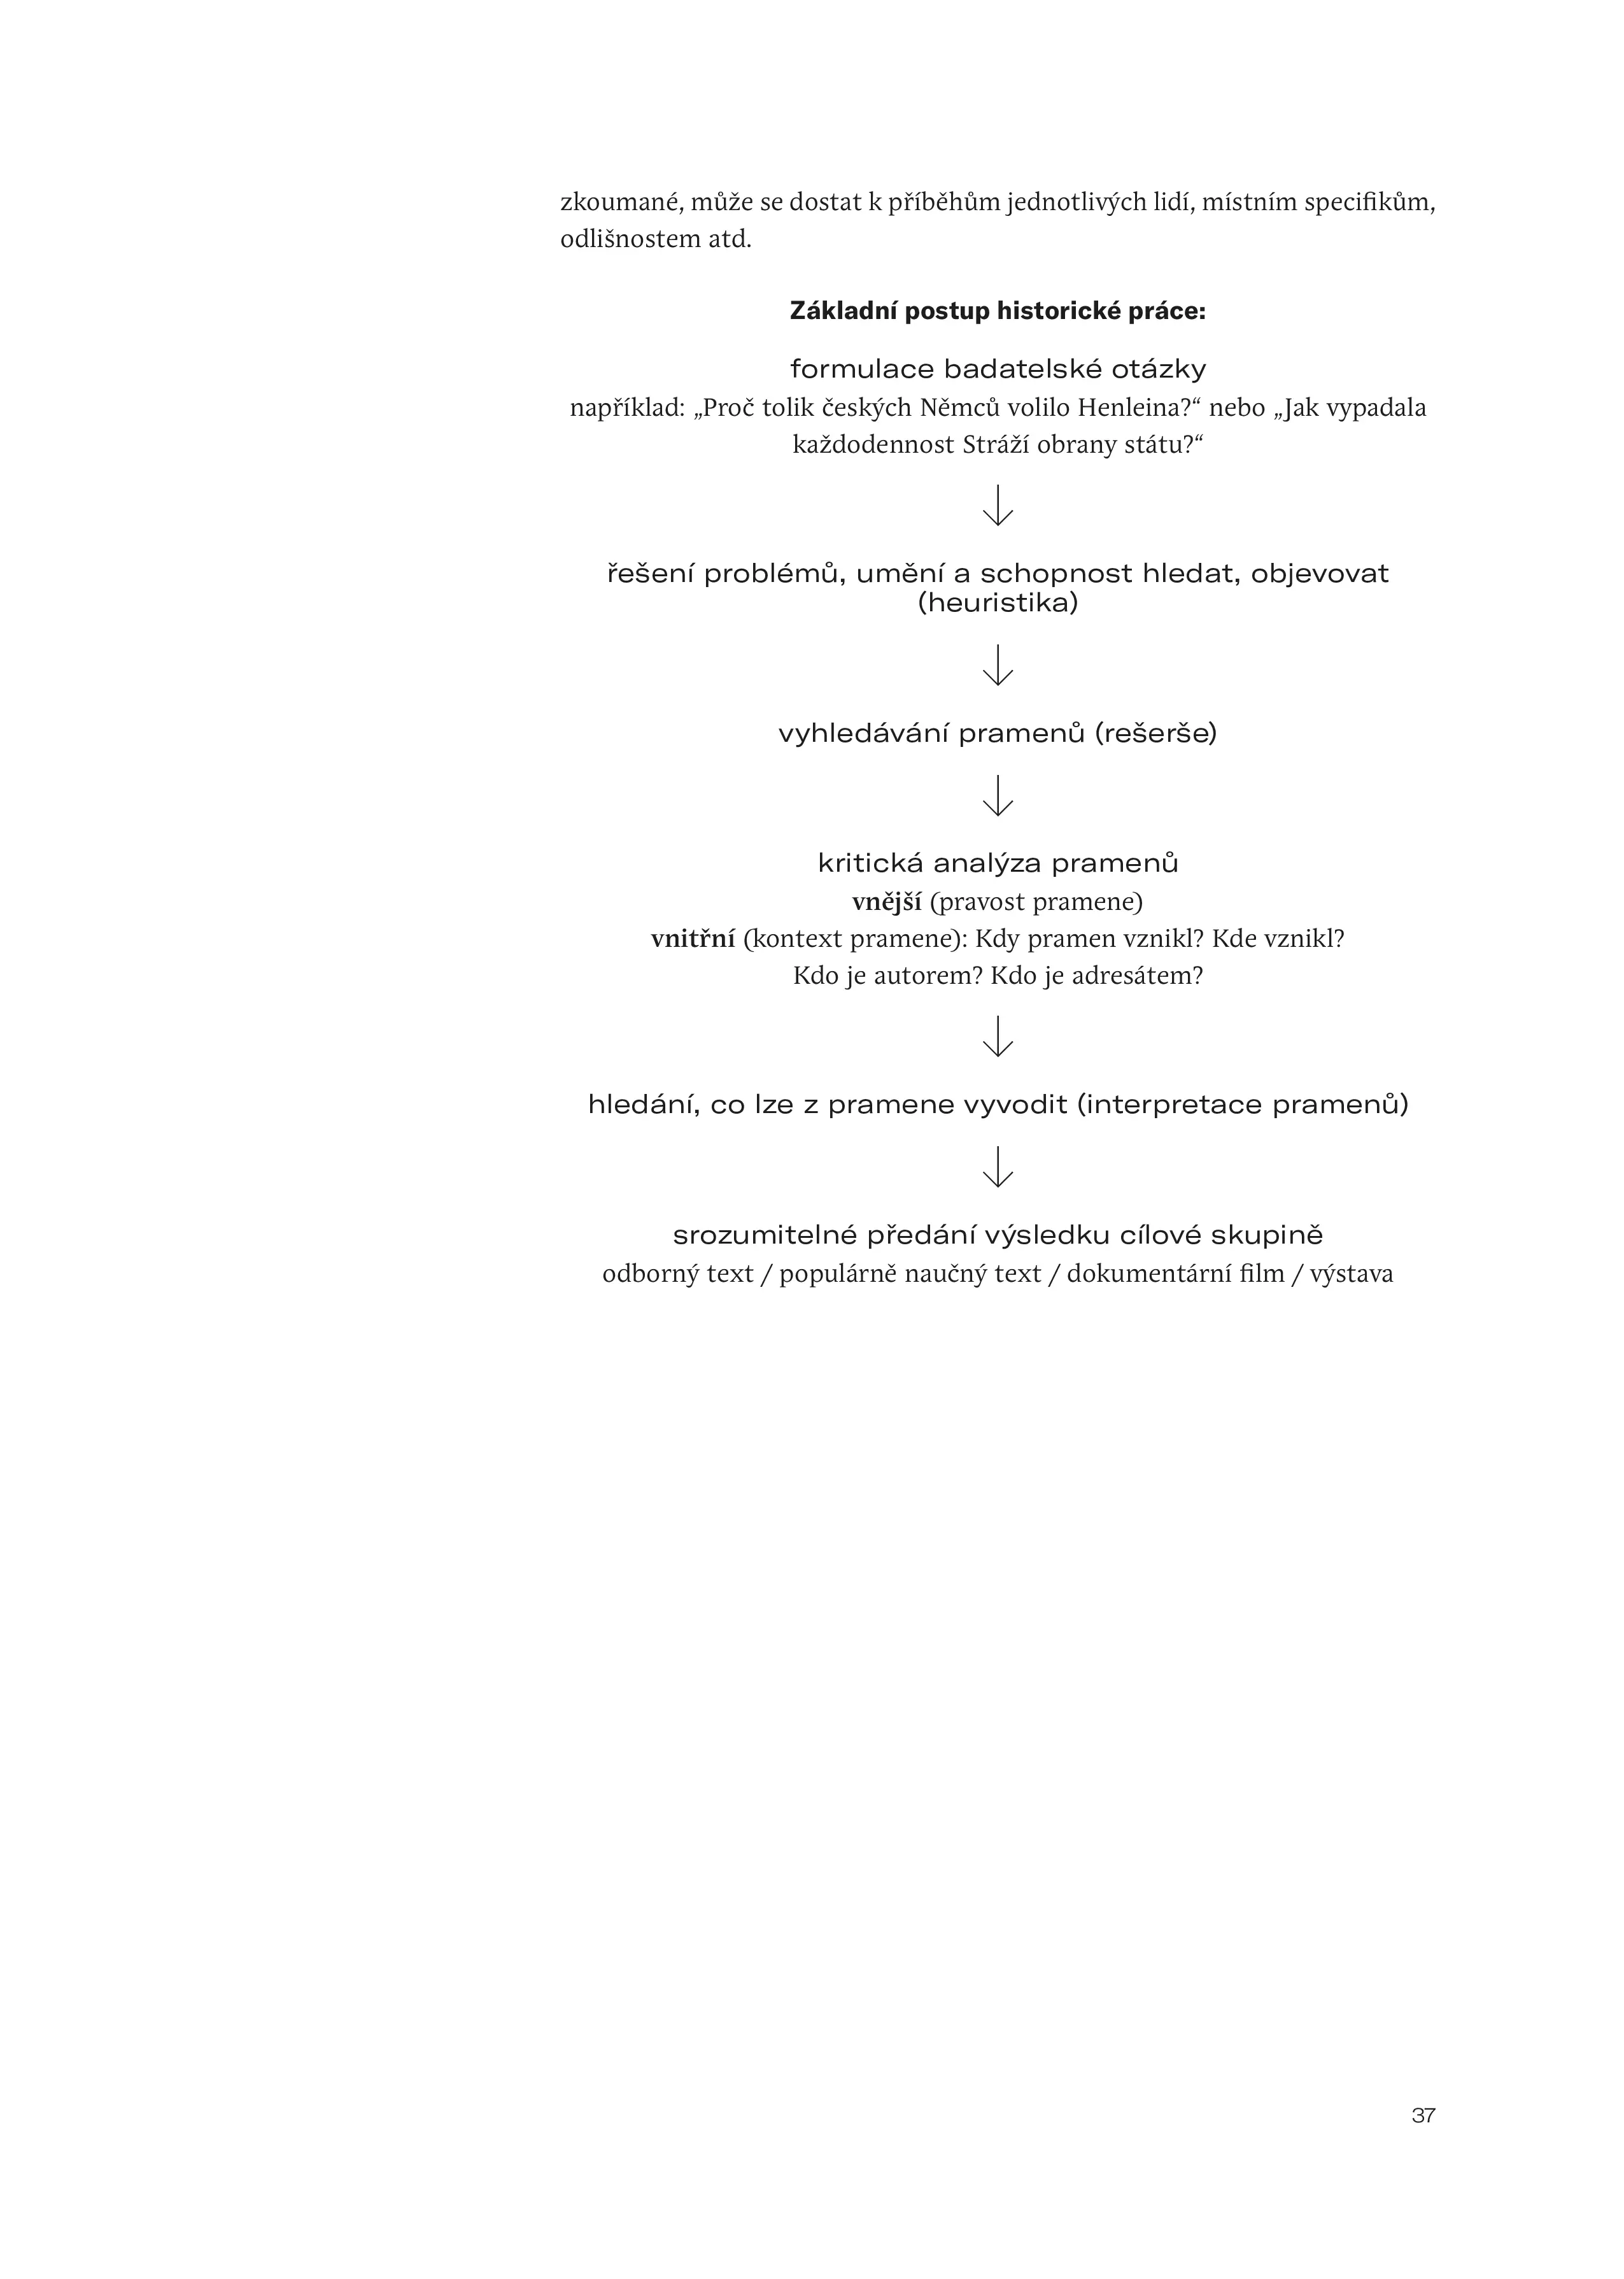 zkoumané, může se dostat k příběhům jednotlivých lidí, místním specifikům,
odlišnostem atd.
Základní postup historické práce:
formulace badatelské otázky
například: „Proč tolik českých Němců volilo Henleina?“ nebo „Jak vypadala
každodennost Stráží obrany státu?“
řešení problémů, umění a schopnost hledat, objevovat
(heuristika)
vyhledávání pramenů (rešerše)
kritická analýza pramenů
vnější (pravost pramene)
vnitřní (kontext pramene): Kdy pramen vznikl? Kde vznikl?
Kdo je autorem? Kdo je adresátem?
hledání, co lze z pramene vyvodit (interpretace pramenů)
srozumitelné předání výsledku cílové skupině
odborný text / populárně naučný text / dokumentární film / výstava
37